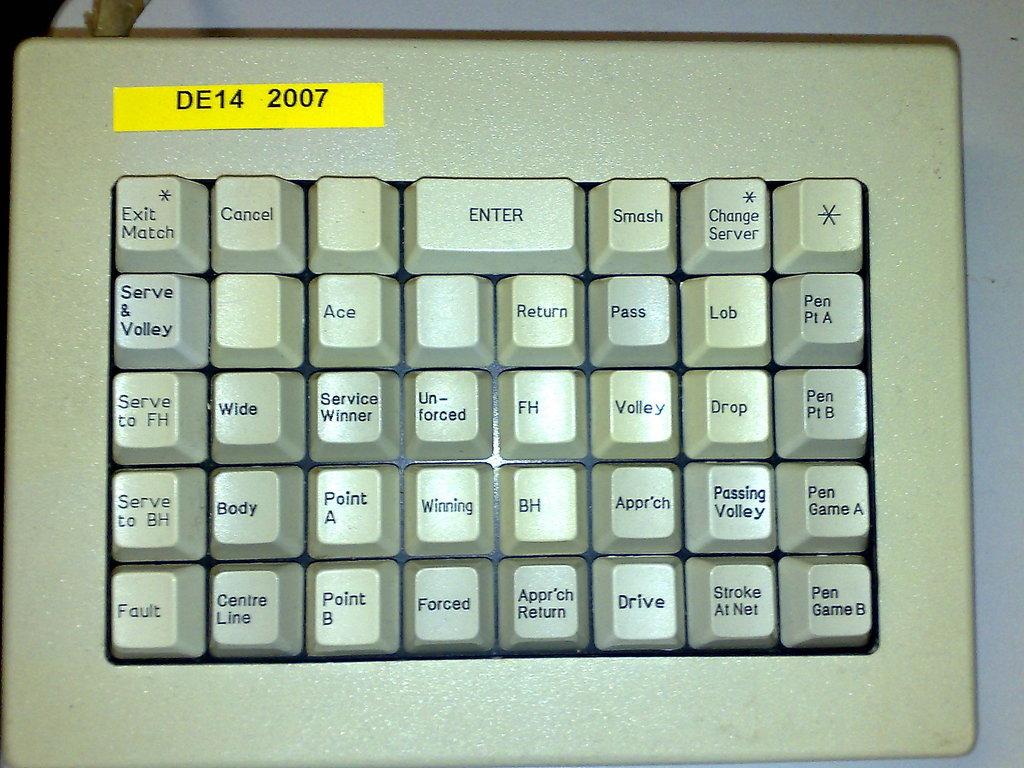 DE14 2007
*
Exit
Match
Cancel
ENTER
Smash
*
Change
Server
*
Serve
&
Volley
Ace
Return
Pass
Lob
Pen
Pt A
Serve
to FH
Wide
Service
Winner
Un-
forced
FH
Volley
Drop
Pen
Pt B
Serve
to BH
Body
Point
A
Winning
BH
Appr'ch
Passing
Volley
Pen
Game A
Fault
Centre
Line
Point
B
Forced
Appr'ch
Return
Drive
Stroke
At Net
Pen
Game B